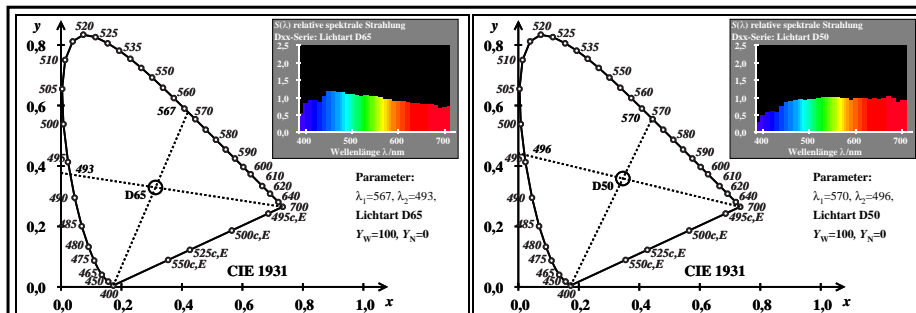 y
0,8
0,6
0,4
0,2
0,0
0,0 0,2 0,4 0,6 0,8 1,0
x
520
525
535
510
550
505
560
567
570
500
580
590
495
493
600
610
620
D65
640
490
700
495c,E
485
500c,E
480
525c,E
475
550c,E
465
450
400
CIE 1931
S(λ) relative spektrale Strahlung
Dxx-Serie: Lichtart D65
2,5
2,0
1,5
1,0
0,5
0,0
400 500 600 700
Wellenlänge λ /nm
Parameter:
λ1=567, λ2=493,
Lichtart D65
YW=100, YN=0
y
0,8
0,6
0,4
0,2
0,0
0,0 0,2 0,4 0,6 0,8 1,0
x
520
525
535
510
550
505
560
570
570
500
580
590
495
496
600
610
620
D50
640
490
700
495c,E
485
500c,E
480
525c,E
475
550c,E
465
450
400
CIE 1931
S(λ) relative spektrale Strahlung
Dxx-Serie: Lichtart D50
2,5
2,0
1,5
1,0
0,5
0,0
400 500 600 700
Wellenlänge λ /nm
Parameter:
λ1=570, λ2=496,
Lichtart D50
YW=100, YN=0